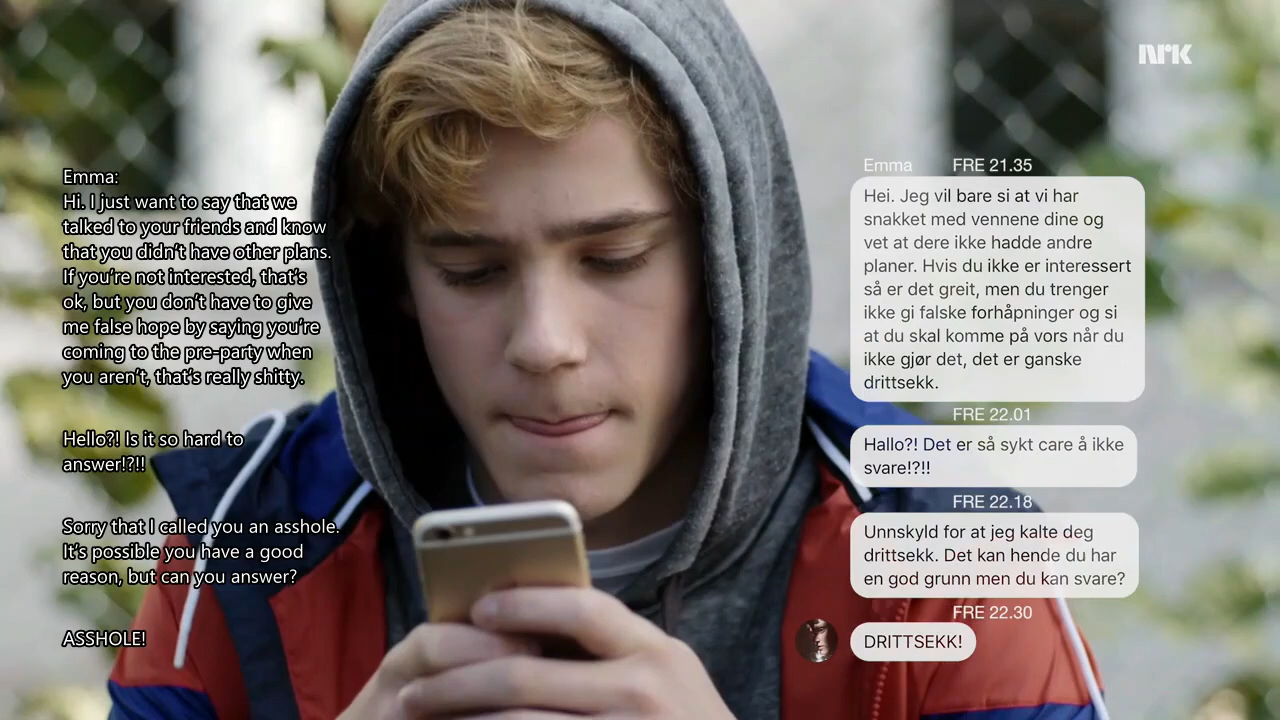 nrk
Emma:
Hi. I just want to say that we
talked to your friends and know
that you didn't have other plans.
If you're not interested, that's
ok, but you don't have to give
me false hope by saying you're
coming to the pre-party when
you aren't, that's really shitty.
Hello?! Is it so hard to
answer!?!!
Sorry that I called you an asshole.
It's possible you have a good
reason, but can you answer?
ASSHOLE!
Emma FRE 21.35
Hei. Jeg vil bare si at vi har
snakket med vennene dine og
vet at dere ikke hadde andre
planer. Hvis du ikke er interessert
så er det greit, men du trenger
ikke gi falske forhåpninger og si
at du skal komme på vors når du
ikke gjør det, det er ganske
drittsekk.
FRE 22.01
Hallo?! Det er så sykt care å ikke
svare!?!!
FRE 22.18
Unnskyld for at jeg kalte deg
drittsekk. Det kan hende du har
en god grunn men du kan svare?
FRE 22.30
DRITTSEKK!